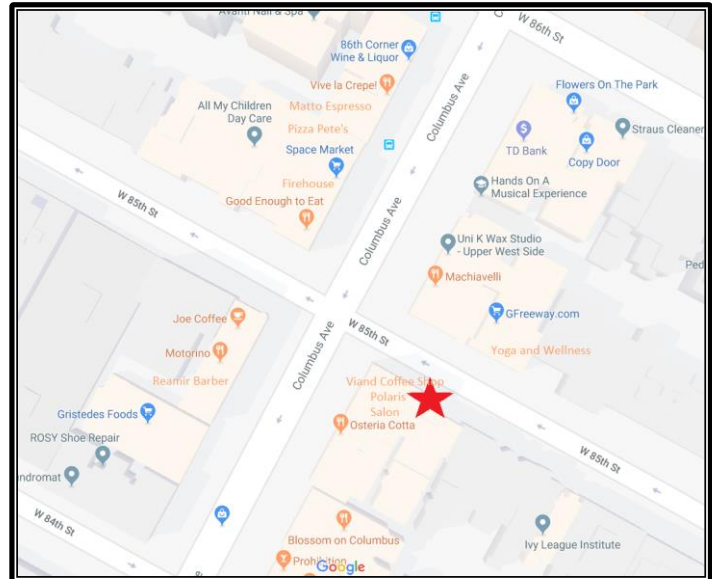 Avanti Nail & Spa
W 86th St
86th Corner
Wine & Liquor
Columbus Ave
Vive la Crepe!
Flowers On The Park
All My Children
Day Care
Matto Espresso
Pizza Pete's
Straus Cleaner
TD Bank
Copy Door
Space Market
Firehouse
Hands On A
Musical Experience
W 85th St
Good Enough to Eat
Columbus Ave
Uni K Wax Studio
- Upper West Side
Ped
Machiavelli
Joe Coffee
GFreeway.com
W 85th St
Motorino
Columbus Ave
Yoga and Wellness
Reamir Barber
Viand Coffee Shop
Polaris
Salon
Gristedes Foods
Osteria Cotta
ROSY Shoe Repair
W 85th St
ndromat
W 84th St
Blossom on Columbus
Ivy League Institute
Prohibition
Google